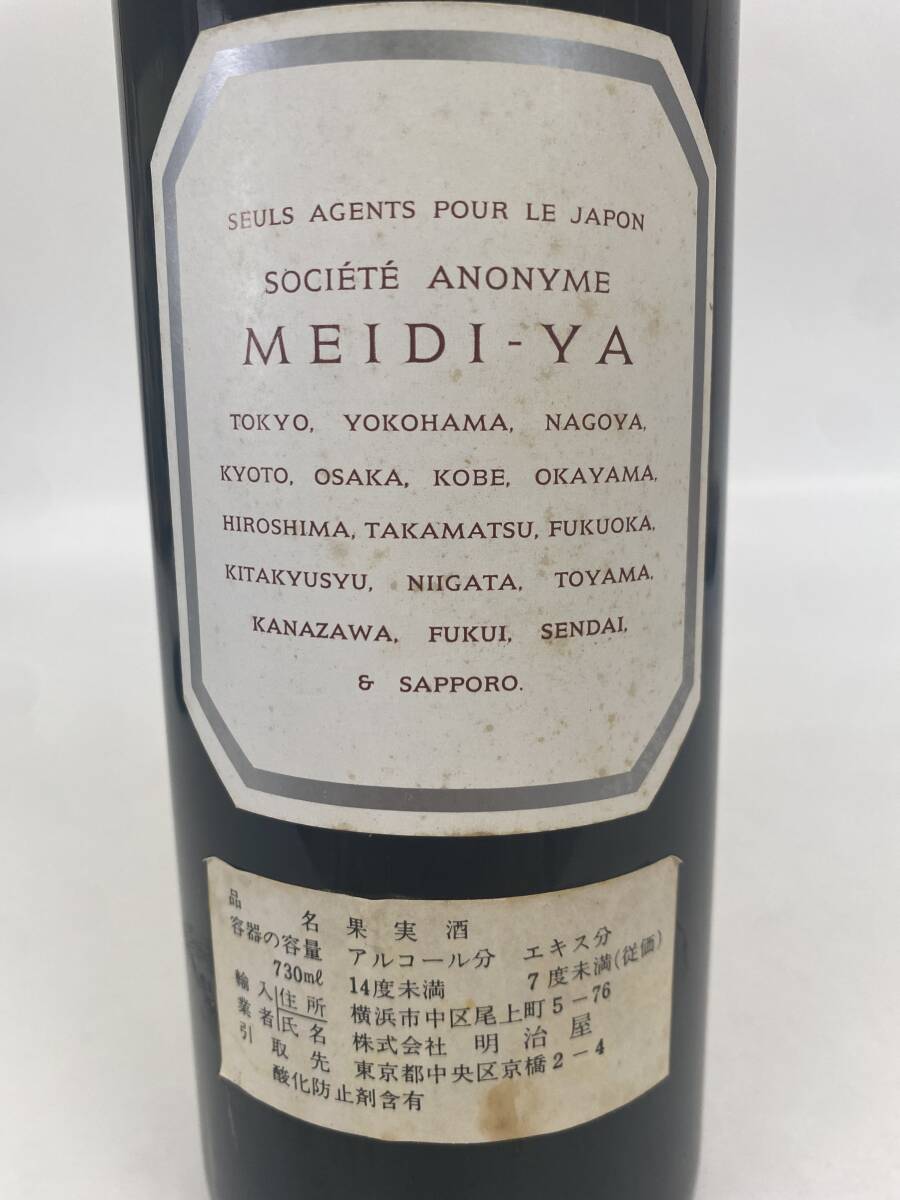 SEULS AGENTS POUR LE JAPON
SOCIÉTÉ ANONYME
MEIDI-YA
TOKYO, YOKOHAMA, NAGOYA,
KYOTO, OSAKA, KOBE, OKAYAMA,
HIROSHIMA, TAKAMATSU, FUKUOKA,
KITAKYUSYU, NIIGATA, TOYAMA,
KANAZAWA, FUKUI, SENDAI,
& SAPPORO.
品名 果実酒
容器の容量 アルコール分 エキス分
730ml 14度未満 7度未満(従価)
輸入業者 住所 横浜市中区尾上町5-76
氏名 株式会社 明治屋
引取先 東京都中央区京橋2-4
酸化防止剤含有